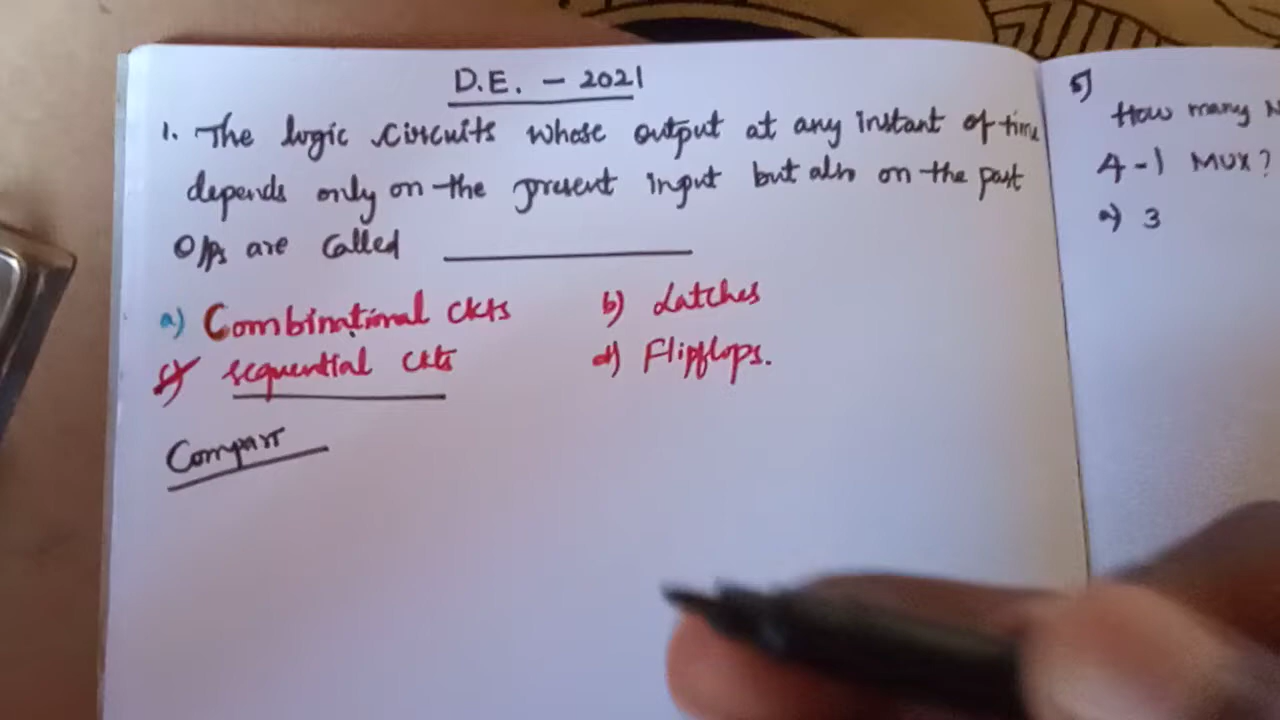 D.E. - 2021
1. The logic circuits whose output at any instant of time
depends only on the present input but also on the past
O/ps are called
a) Combinational ckts b) Latches
c) sequential ckts d) Flipflops.
Compar
5)
How many N
4-1 MUX?
a) 3